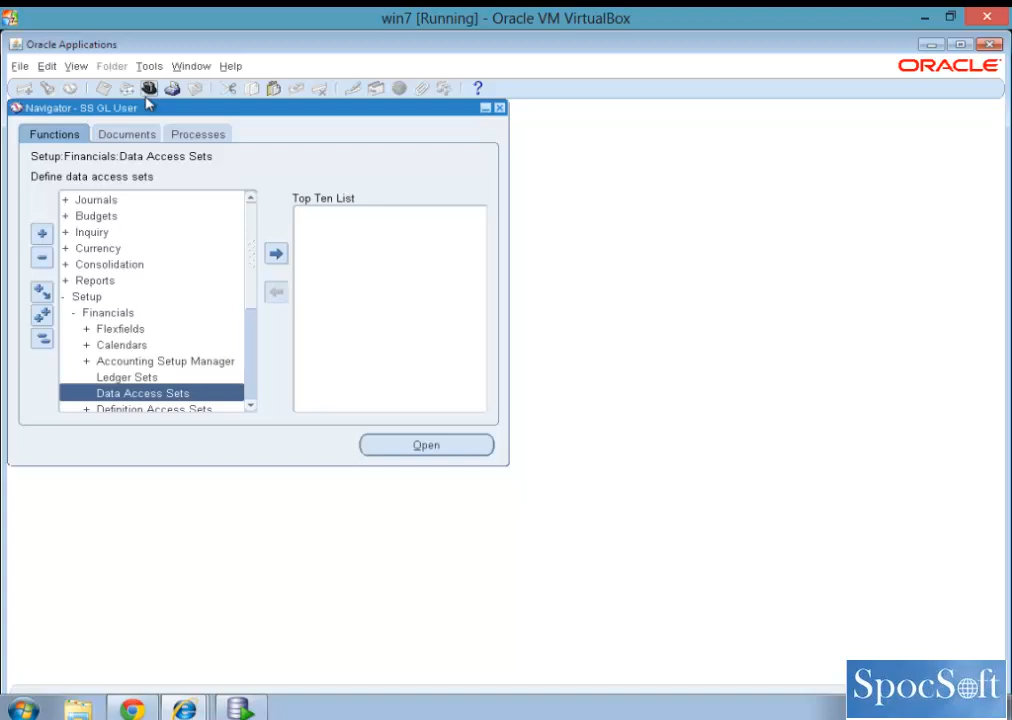 win7 [Running] - Oracle VM VirtualBox
Oracle Applications
File Edit View Folder Tools Window Help
ORACLE
Navigator - SS GL User
Functions Documents Processes
Setup:Financials:Data Access Sets
Define data access sets
Top Ten List
+ Journals
+ Budgets
+ Inquiry
+ Currency
+ Consolidation
+ Reports
- Setup
- Financials
+ Flexfields
+ Calendars
+ Accounting Setup Manager
Ledger Sets
Data Access Sets
+ Definition Access Sets
Open
SpocSoft